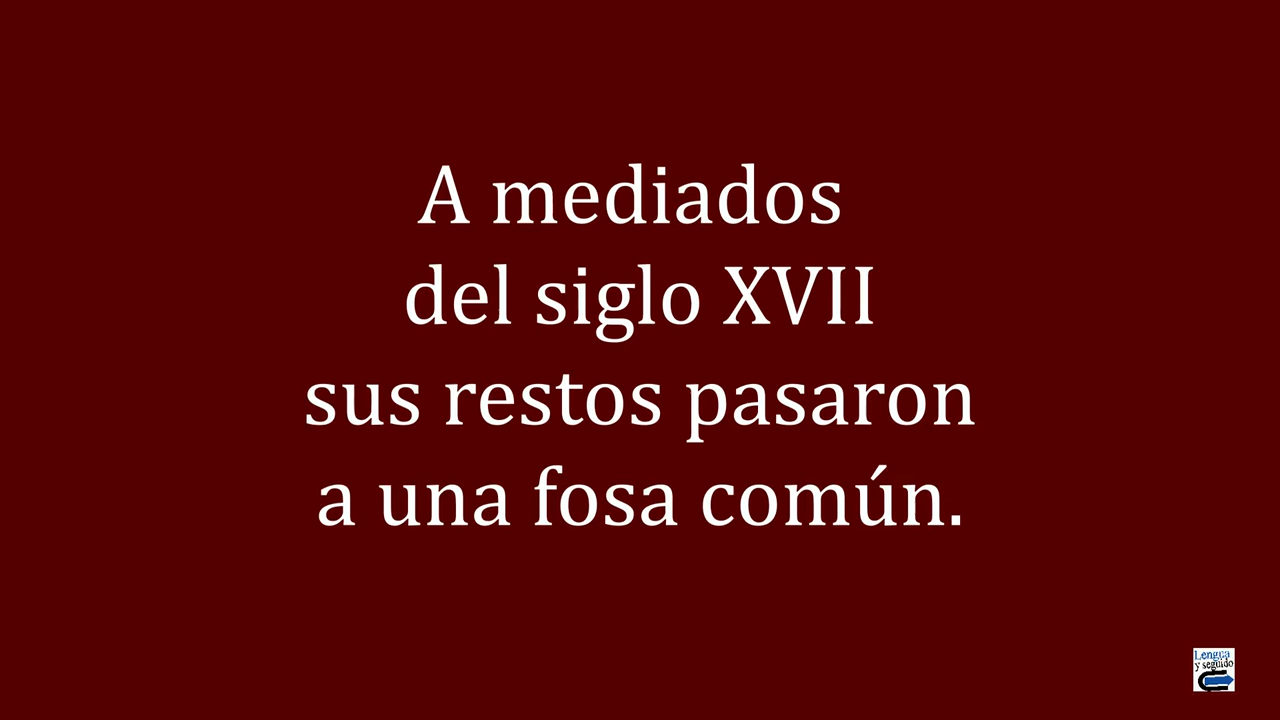 A mediados
del siglo XVII
sus restos pasaron
a una fosa común.
Lengua
y seguido